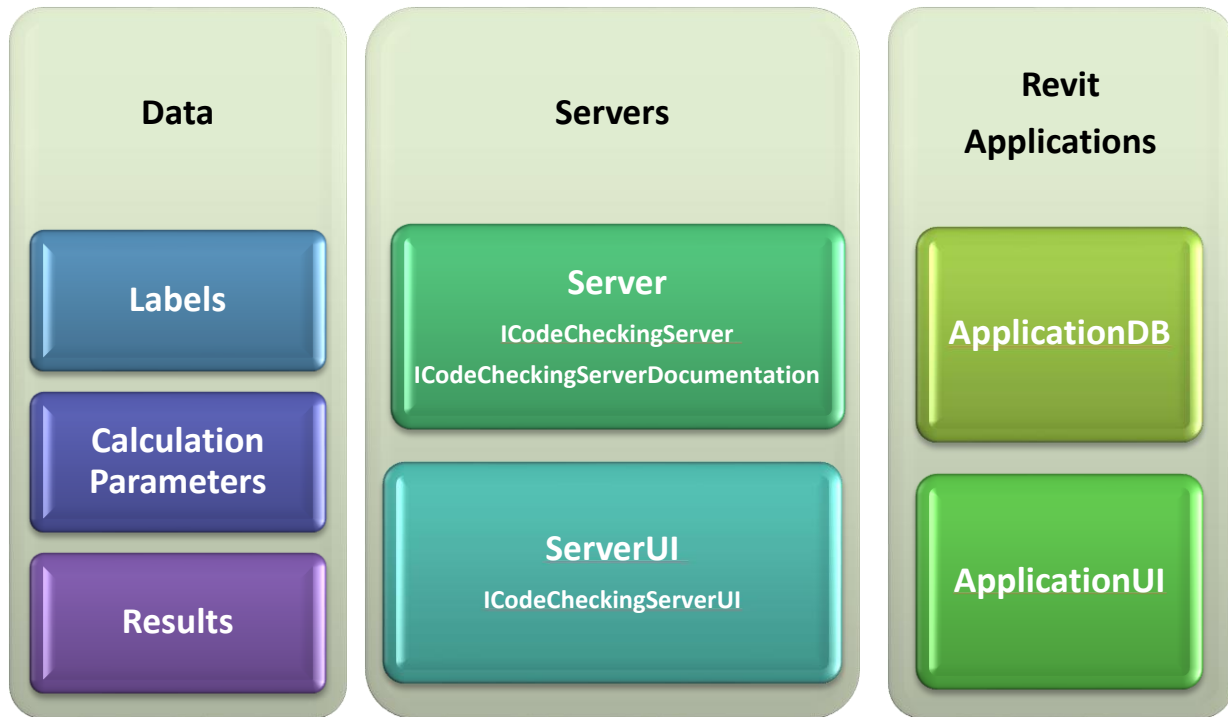 Data
Labels
Calculation
Parameters
Results
Servers
Server
ICodeCheckingServer
ICodeCheckingServerDocumentation
ServerUI
ICodeCheckingServerUI
Revit
Applications
ApplicationDB
ApplicationUI